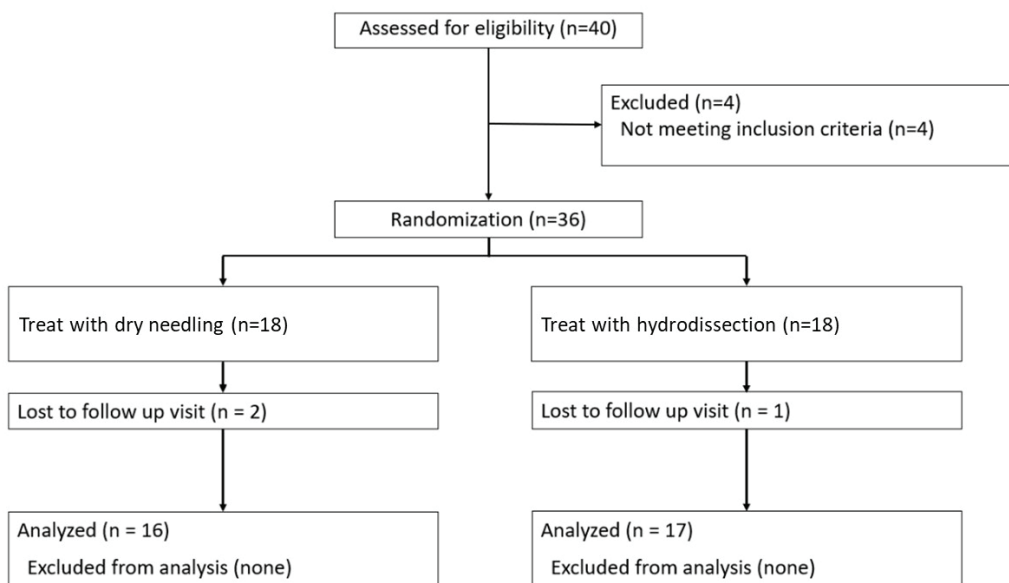 Assessed for eligibility (n=40)
Excluded (n=4)
Not meeting inclusion criteria (n=4)
Randomization (n=36)
Treat with dry needling (n=18)
Treat with hydrodissection (n=18)
Lost to follow up visit (n = 2)
Lost to follow up visit (n = 1)
Analyzed (n = 16)
Excluded from analysis (none)
Analyzed (n = 17)
Excluded from analysis (none)